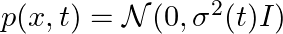 p(x, t) = 𝒩(0, σ²(t)I)